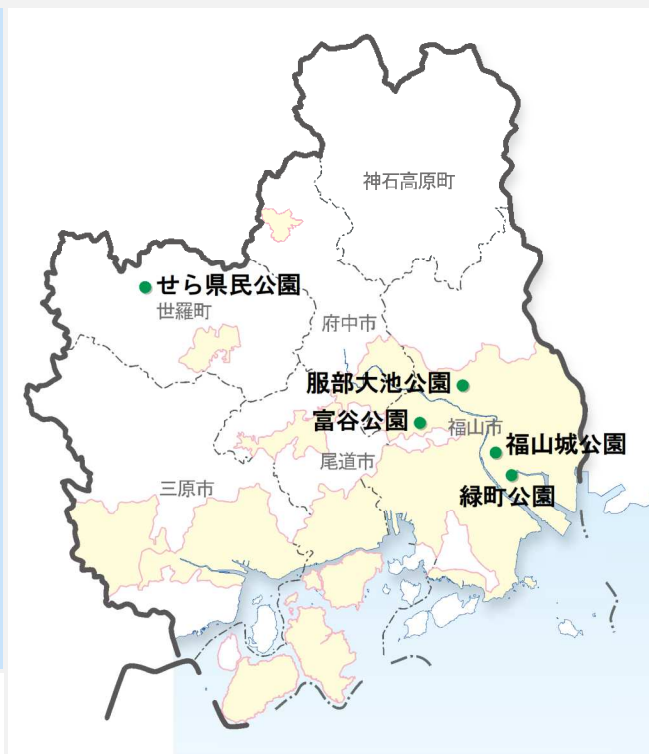 神石高原町
せら県民公園
世羅町
府中市
服部大池公園
富谷公園
福山市
福山城公園
尾道市
緑町公園
三原市